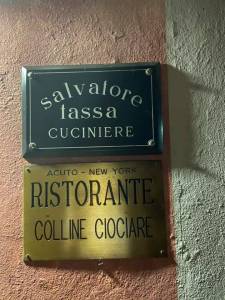 salvatore
tassa
CUCINIERE
ACUTO - NEW YORK
RISTORANTE
COLLINE CIOCIARE